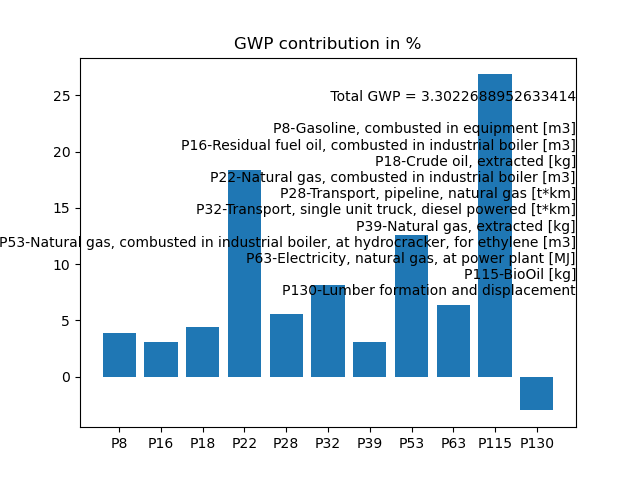 GWP contribution in %
25
20
15
10
5
0
Total GWP = 3.3022688952633414
P8-Gasoline, combusted in equipment [m3]
P16-Residual fuel oil, combusted in industrial boiler [m3]
P18-Crude oil, extracted [kg]
P22-Natural gas, combusted in industrial boiler [m3]
P28-Transport, pipeline, natural gas [t*km]
P32-Transport, single unit truck, diesel powered [t*km]
P39-Natural gas, extracted [kg]
P53-Natural gas, combusted in industrial boiler, at hydrocracker, for ethylene [m3]
P63-Electricity, natural gas, at power plant [MJ]
P115-BioOil [kg]
P130-Lumber formation and displacement
P8 P16 P18 P22 P28 P32 P39 P53 P63 P115 P130